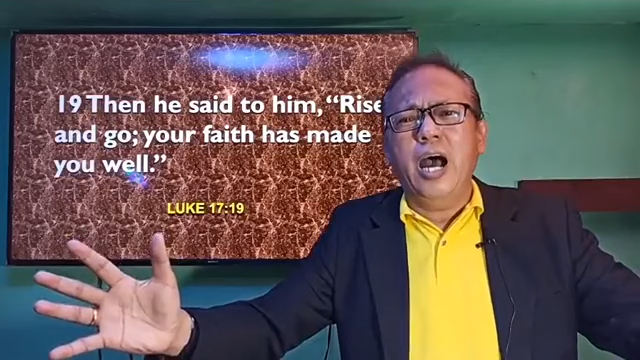 19 Then he said to him, “Rise
and go; your faith has made
you well.”
LUKE 17:19